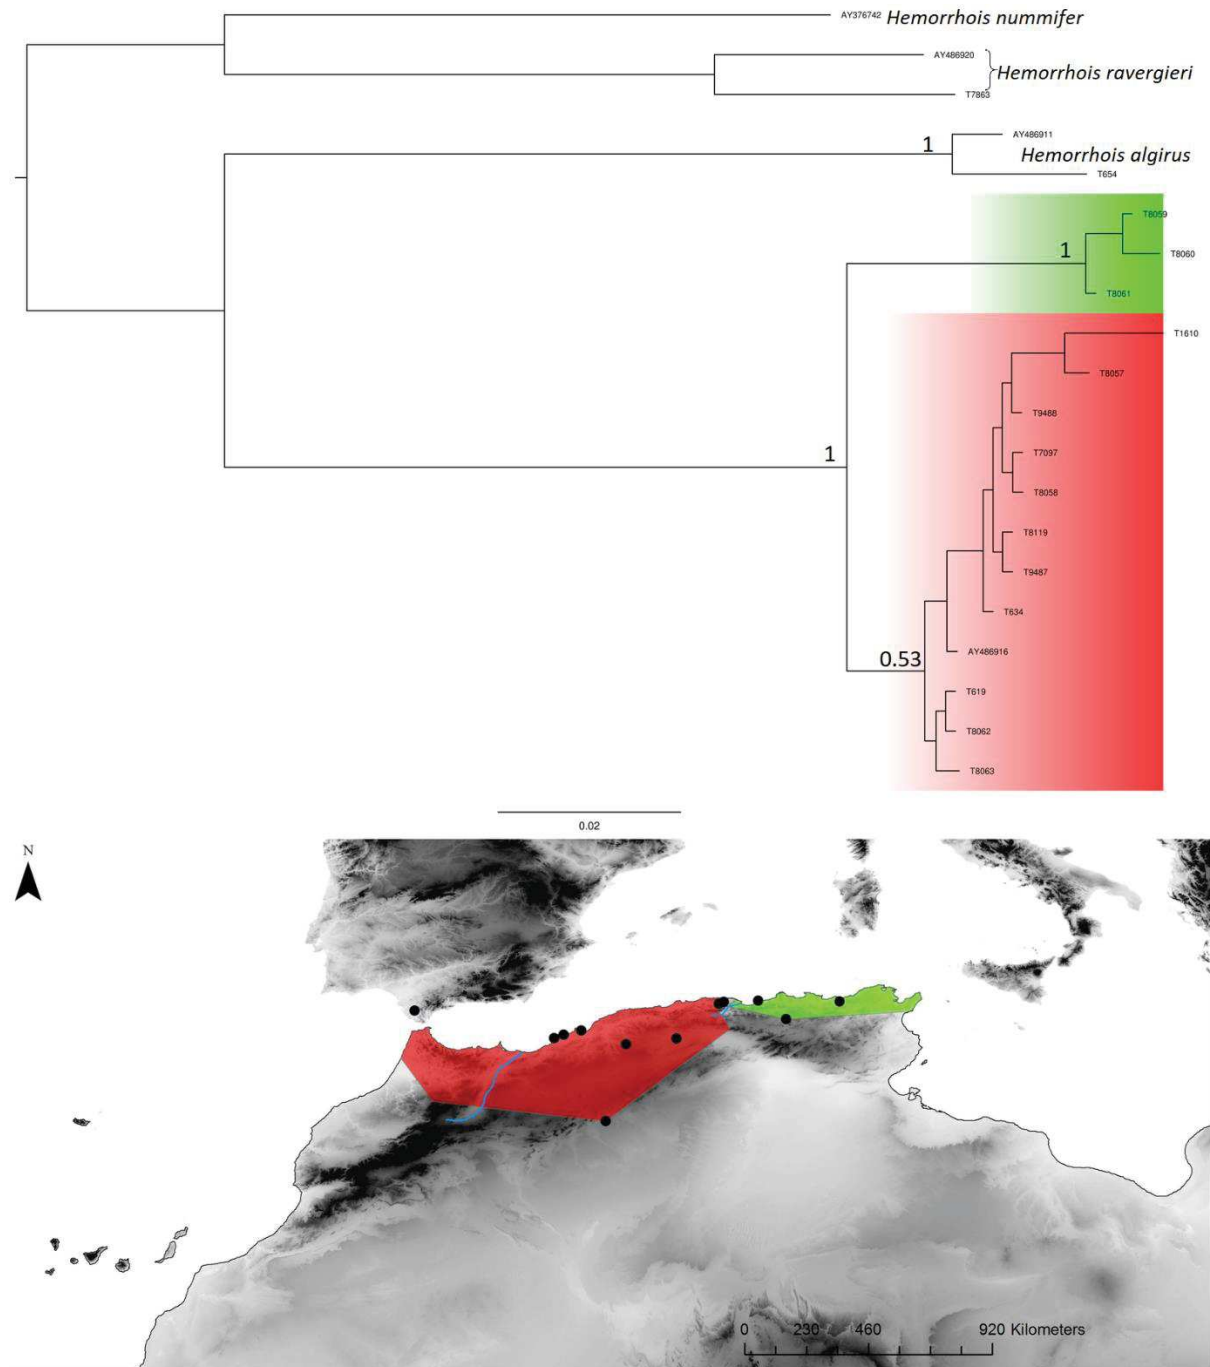 AY376742 Hemorrhois nummifer
AY486920
Hemorrhois ravergieri
T7863
AY486911
1
Hemorrhois algirus
T654
T8059
1
T8060
T8061
T1610
T8057
T9488
1
T7097
T8058
T8119
T9487
T634
AY486916
0.53
T619
T8062
T8063
0.02
N
0 230 460 920 Kilometers